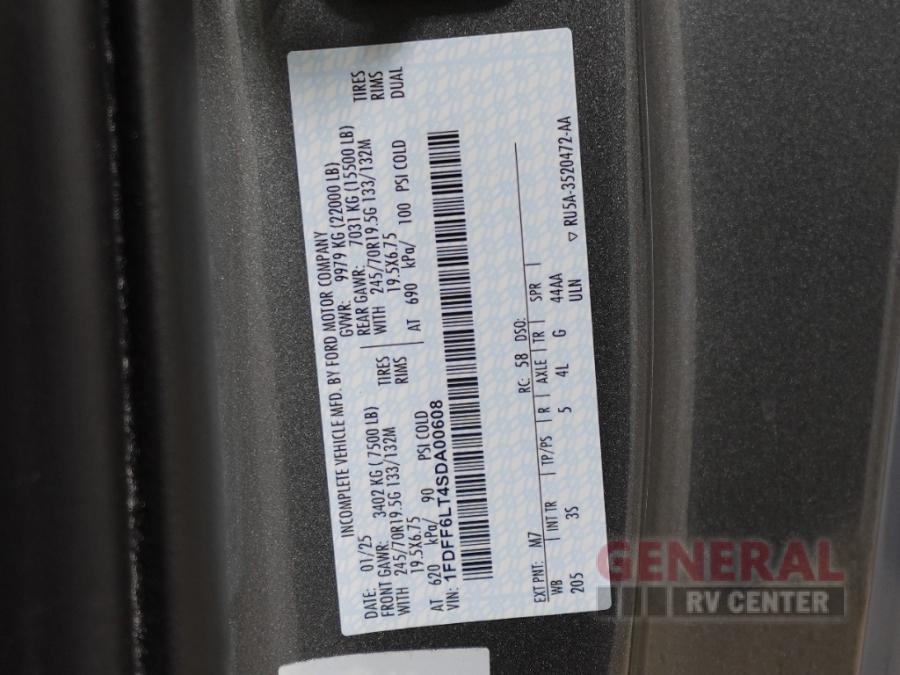 INCOMPLETE VEHICLE MFD. BY FORD MOTOR COMPANY
DATE: 01/25 GVWR: 9979 KG (22000 LB)
FRONT GAWR: 3402 KG ( 7500 LB) REAR GAWR: 7031 KG (15500 LB)
WITH 245/70R19.5G 133/132M TIRES WITH 245/70R19.5G 133/132M TIRES
19.5X6.75 RIMS 19.5X6.75 RIMS
AT 620 kPa/ 90 PSI COLD AT 690 kPa/ 100 PSI COLD DUAL
VIN: 1FDFF6LT4SDA00608
EXT PNT: M7 RC: 58 DSO:
WB INT TR TP/PS R AXLE TR SPR
205 3S 5 4L G 44AA
ULN
▽ RU5A-3520472-AA
GENERAL
RV CENTER